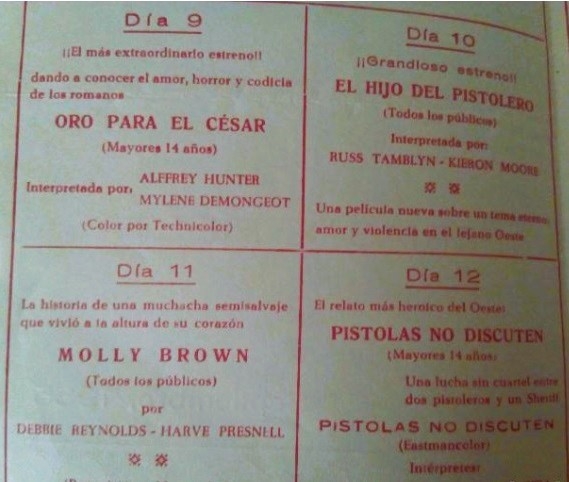 Día 9
¡¡El más extraordinario estreno!!
dando a conocer el amor, horror y codicia
de los romanos
ORO PARA EL CÉSAR
(Mayores 14 años)
Interpretada por:
ALFFREY HUNTER
MYLENE DEMONGEOT
(Color por Technicolor)
Día 10
¡¡Grandioso estreno!!
EL HIJO DEL PISTOLERO
(Todos los públicos)
Interpretada por:
RUSS TAMBLYN - KIERON MOORE
Una película nueva sobre un tema eterno:
amor y violencia en el lejano Oeste
Día 11
La historia de una muchacha semisalvaje
que vivió a la altura de su corazón
MOLLY BROWN
(Todos los públicos)
por
DEBBIE REYNOLDS - HARVE PRESNELL
Día 12
El relato más heroico del Oeste:
PISTOLAS NO DISCUTEN
(Mayores 14 años)
Una lucha sin cuartel entre
dos pistoleros y un Sheriff
PISTOLAS NO DISCUTEN
(Eastmancolor)
Intérpretes: